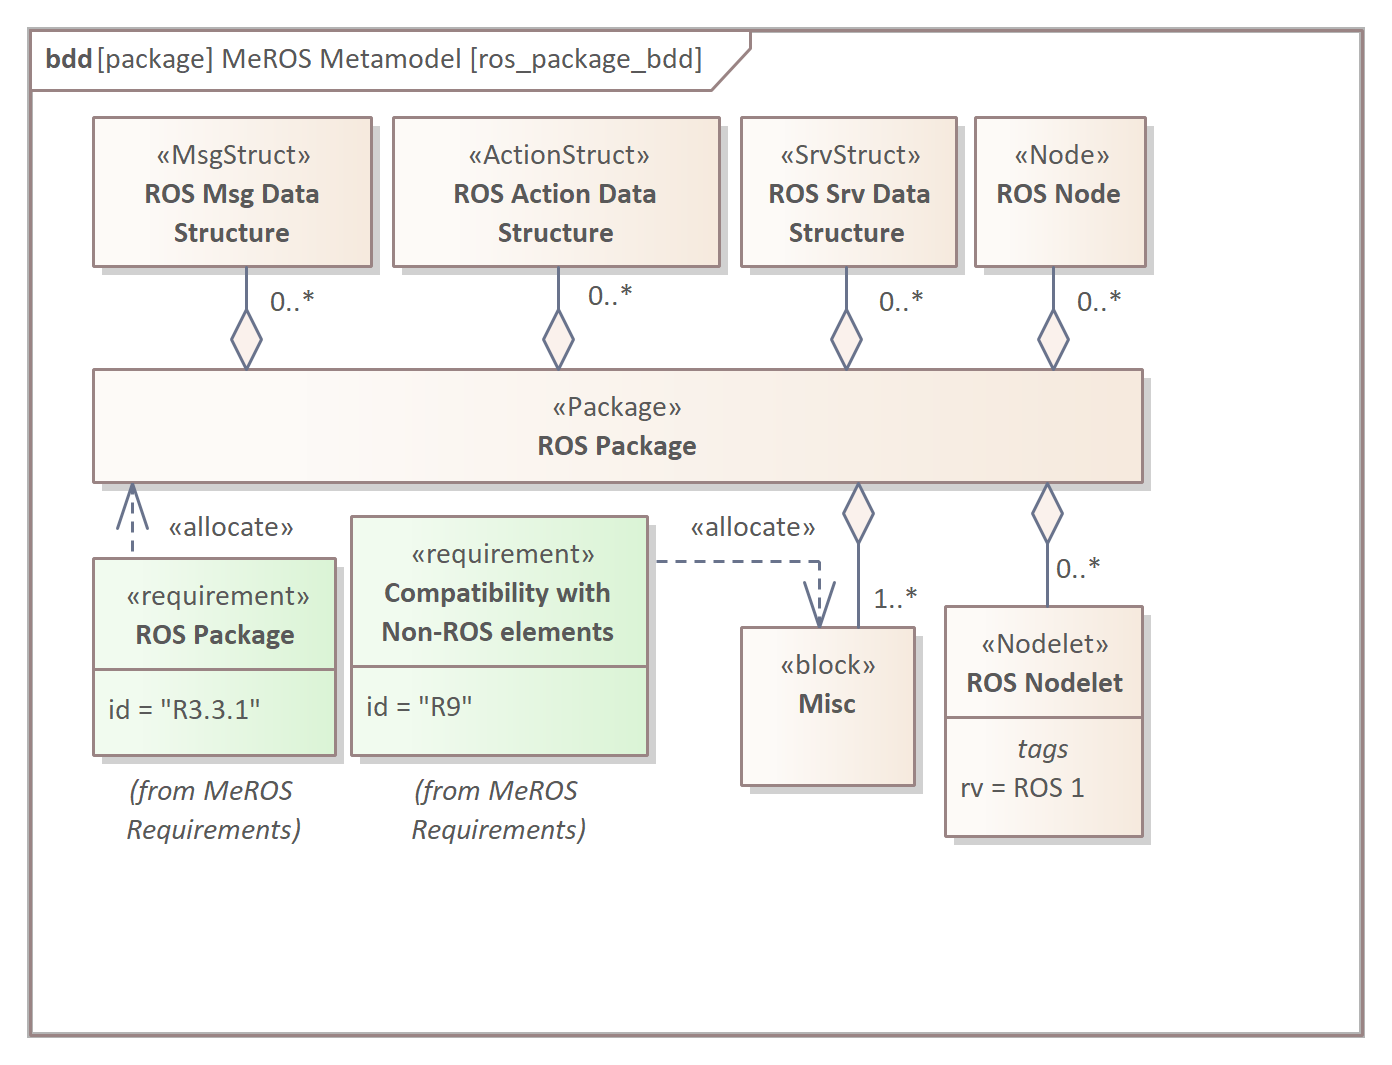 bdd [package] MeROS Metamodel [ros_package_bdd]
«MsgStruct»
ROS Msg Data
Structure
«ActionStruct»
ROS Action Data
Structure
«SrvStruct»
ROS Srv Data
Structure
«Node»
ROS Node
0..*
0..*
0..*
0..*
«Package»
ROS Package
«allocate»
«allocate»
«requirement»
ROS Package
id = "R3.3.1"
(from MeROS
Requirements)
«requirement»
Compatibility with
Non-ROS elements
id = "R9"
(from MeROS
Requirements)
1..*
«block»
Misc
0..*
«Nodelet»
ROS Nodelet
tags
rv = ROS 1